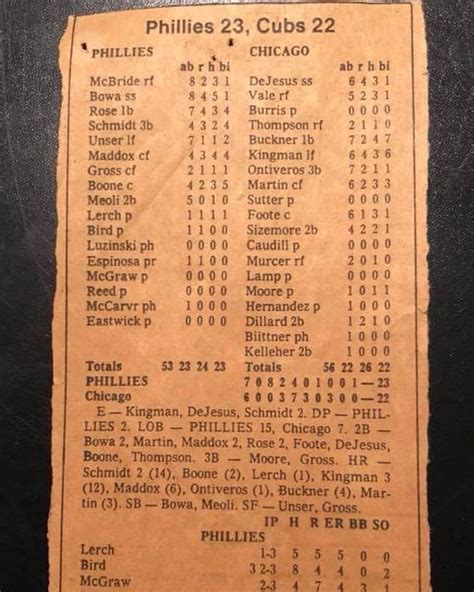 Phillies 23, Cubs 22
PHILLIES CHICAGO
ab r h bi ab r h bi
McBride rf 8 2 3 1 DeJesus ss 6 4 3 1
Bowa ss 8 4 5 1 Vale rf 5 2 3 1
Rose 1b 7 4 3 4 Burris p 0 0 0 0
Schmidt 3b 4 3 2 4 Thompson rf 2 1 1 0
Unser lf 7 1 1 2 Buckner 1b 7 2 4 7
Maddox cf 4 3 4 4 Kingman lf 6 4 3 6
Gross cf 2 1 1 1 Ontiveros 3b 7 1 2 1
Boone c 4 2 3 5 Martin cf 6 2 3 3
Meoli 2b 5 0 1 0 Sutter p 0 0 0 0
Lerch p 1 1 1 1 Foote c 6 1 3 1
Bird p 1 1 1 0 Sizemore 2b 4 2 2 1
Luzinski ph 0 0 0 0 Caudill p 0 0 0 0
Espinosa pr 1 1 0 Murcer rf 2 0 1 0
McGraw p 0 0 0 0 Lamp p 0 0 0 0
Reed p 0 0 0 0 Moore p 1 0 1 1
McCarvr ph 1 0 0 0 Hernandez p 1 0 0 0
Eastwick p 0 0 0 0 Dillard 2b 1 2 1 0
Biittner ph 1 0 0 0
Kelleher 2b 1 0 0 0
Totals 53 23 24 23 Totals 56 22 26 22
PHILLIES 7 0 8 2 4 0 1 0 0 1 — 23
Chicago 6 0 0 3 7 3 0 3 0 0 — 22
E — Kingman, DeJesus, Schmidt 2. DP — PHIL-
LIES 2. LOB — PHILLIES 15, Chicago 7. 2B —
Bowa 2, Martin, Maddox 2, Rose 2, Foote, DeJesus,
Boone, Thompson. 3B — Moore, Gross. HR —
Schmidt 2 (14), Boone (2), Lerch (1), Kingman 3
(12), Maddox (6), Ontiveros (1), Buckner (4), Mar-
tin (3). SB — Bowa, Meoli. SF — Unser, Gross.
IP H R ER BB SO
PHILLIES
Lerch 1-3 5 5 5 0 0
Bird 3 2-3 8 4 4 0 2
McGraw 2-3 4 7 4 3 1